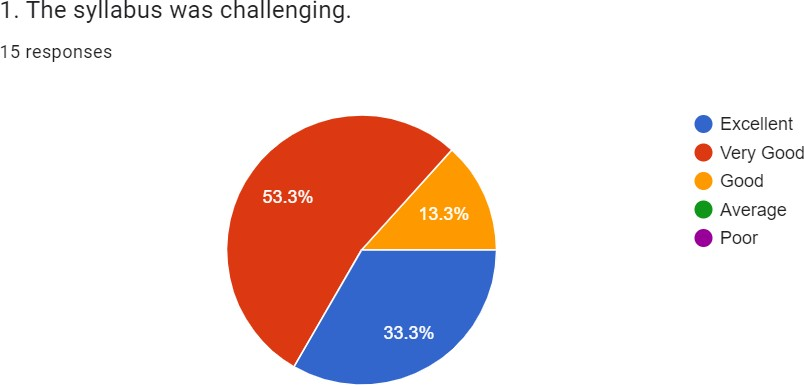 1. The syllabus was challenging.
15 responses
53.3%
13.3%
33.3%
Excellent
Very Good
Good
Average
Poor